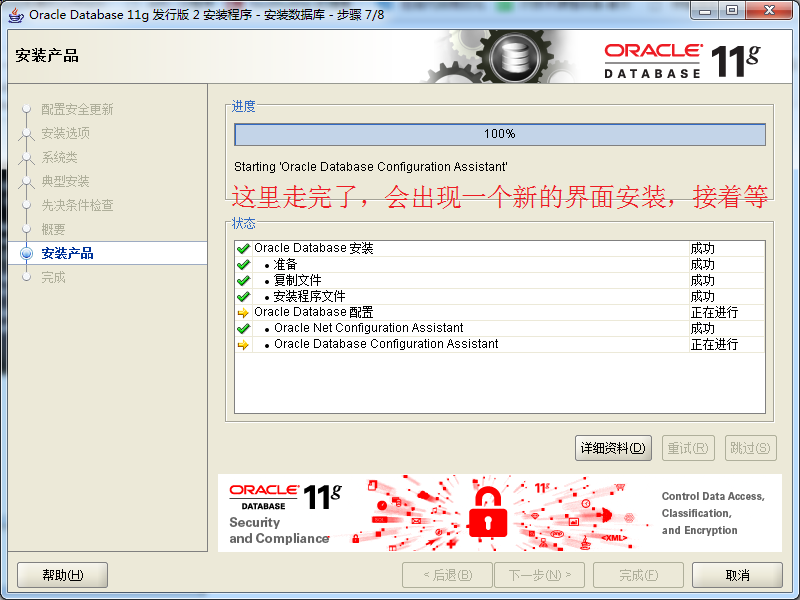 Oracle Database 11g 发行版 2 安装程序 - 安装数据库 - 步骤 7/8
安装产品
ORACLE
DATABASE 11g
配置安全更新
安装选项
系统类
典型安装
先决条件检查
概要
安装产品
完成
进度
100%
Starting 'Oracle Database Configuration Assistant'
这里走完了，会出现一个新的界面安装，接着等
状态
Oracle Database 安装 成功
• 准备 成功
• 复制文件 成功
• 安装程序文件 成功
Oracle Database 配置 正在进行
• Oracle Net Configuration Assistant 成功
• Oracle Database Configuration Assistant 正在进行
详细资料(D) 重试(R) 跳过(S)
ORACLE
DATABASE 11g
Security
and Compliance
11g
<XML>
Control Data Access,
Classification,
and Encryption
帮助(H) < 后退(B) 下一步(N) > 完成(F) 取消